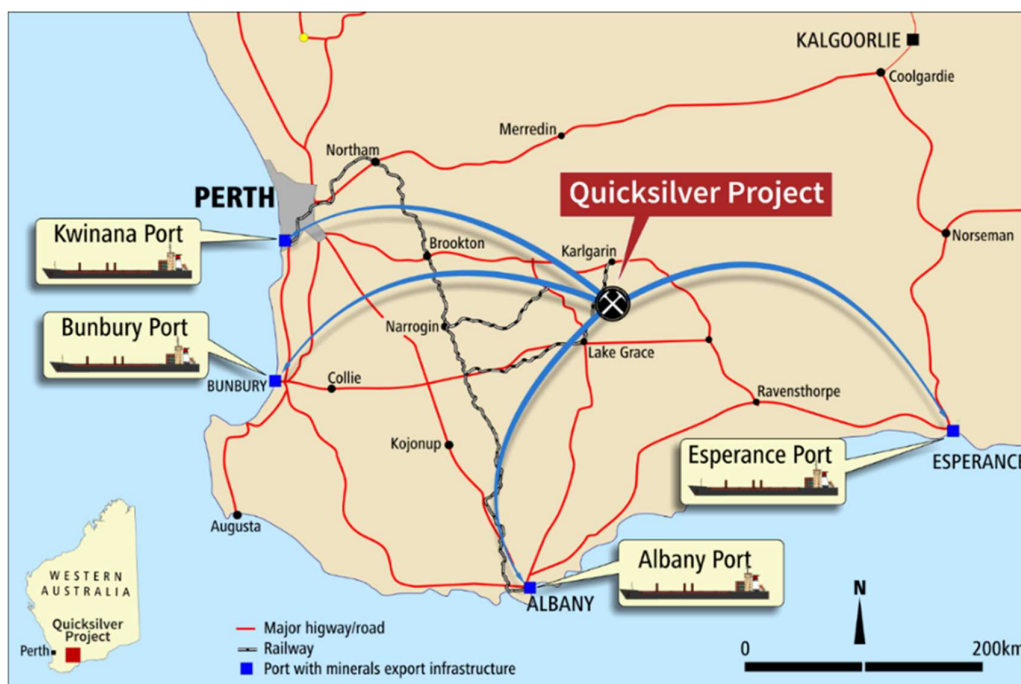 KALGOORLIE
Coolgardie
Merredin
Northam
PERTH
Quicksilver Project
Kwinana Port
Brookton
Karlgarin
Norseman
Bunbury Port
Narrogin
Lake Grace
BUNBURY
Collie
Ravensthorpe
Kojonup
Esperance Port
ESPERANCE
Augusta
Albany Port
ALBANY
WESTERN
AUSTRALIA
Quicksilver
Project
Perth
Major higway/road
Railway
Port with minerals export infrastructure
N
0
200km